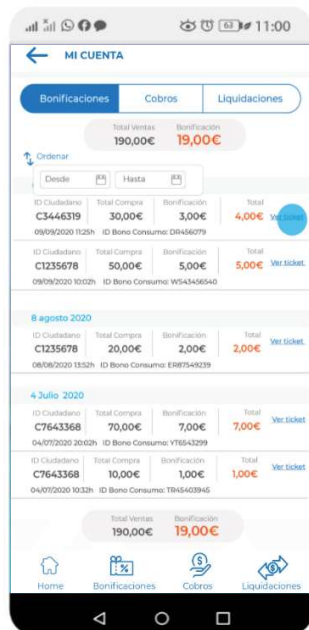 63 11:00
MI CUENTA
Bonificaciones Cobros Liquidaciones
Total Ventas Bonificación
190,00€ 19,00€
Ordenar
Desde Hasta
ID Ciudadano Total Compra Bonificación Total
C3446319 30,00€ 3,00€ 4,00€ Ver ticket
09/09/2020 11:25h ID Bono Consumo: DR456079
ID Ciudadano Total Compra Bonificación Total
C1235678 50,00€ 5,00€ 5,00€ Ver ticket
09/09/2020 10:02h ID Bono Consumo: W543456540
8 agosto 2020
ID Ciudadano Total Compra Bonificación Total
C1235678 20,00€ 2,00€ 2,00€ Ver ticket
08/08/2020 13:52h ID Bono Consumo: ER87549239
4 Julio 2020
ID Ciudadano Total Compra Bonificación Total
C7643368 70,00€ 7,00€ 7,00€ Ver ticket
04/07/2020 20:02h ID Bono Consumo: YT6543299
ID Ciudadano Total Compra Bonificación Total
C7643368 10,00€ 1,00€ 1,00€ Ver ticket
04/07/2020 10:32h ID Bono Consumo: TR45403945
Total Ventas Bonificación
190,00€ 19,00€
Home Bonificaciones Cobros Liquidaciones